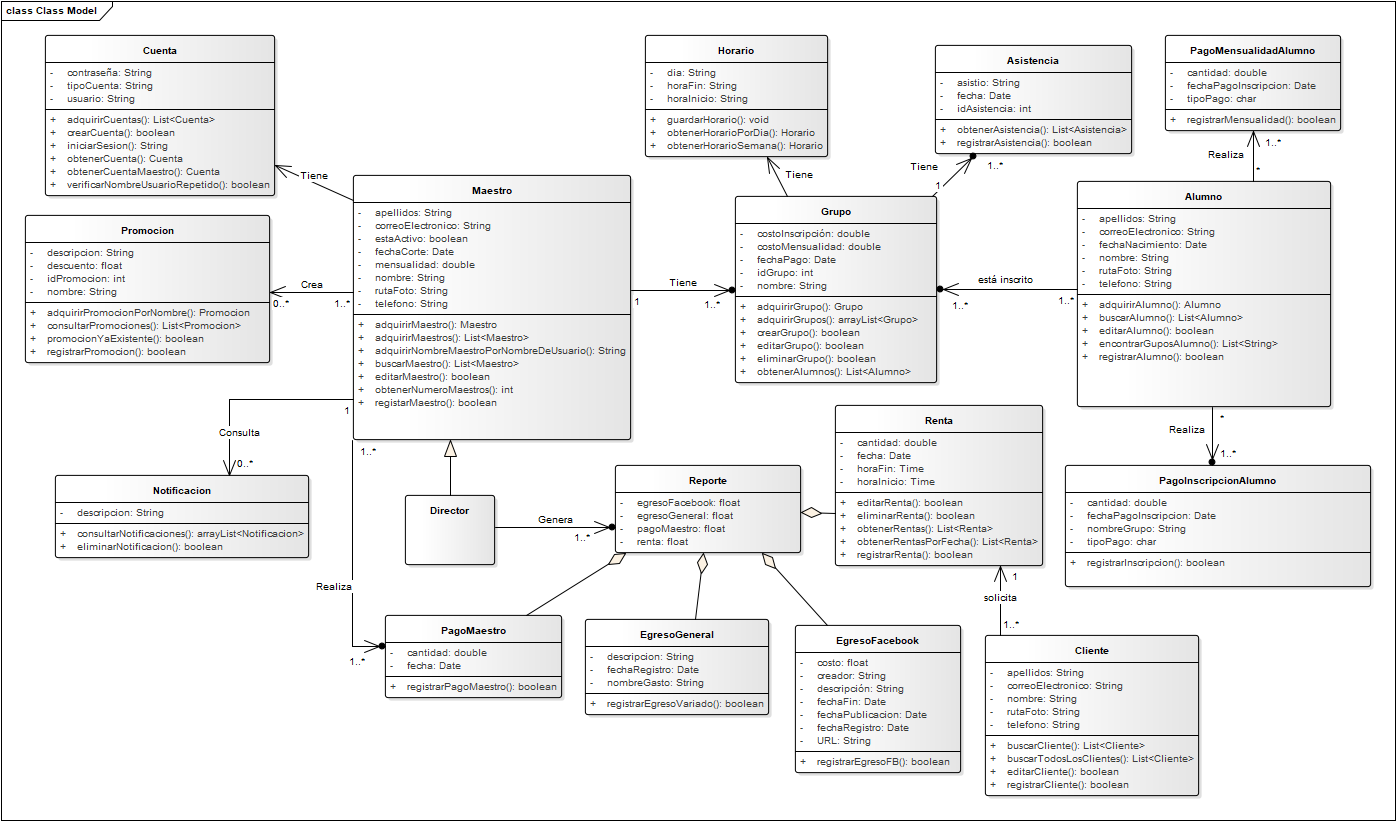 class Class Model
Cuenta
- contraseña: String
- tipoCuenta: String
- usuario: String
+ adquirirCuentas(): List<Cuenta>
+ crearCuenta(): boolean
+ iniciarSesion(): String
+ obtenerCuenta(): Cuenta
+ obtenerCuentaMaestro(): Cuenta
+ verificarNombreUsuarioRepetido(): boolean
Horario
- dia: String
- horaFin: String
- horaInicio: String
+ guardarHorario(): void
+ obtenerHorarioPorDia(): Horario
+ obtenerHorarioSemana(): Horario
Asistencia
- asistio: String
- fecha: Date
- idAsistencia: int
+ obtenerAsistencia(): List<Asistencia>
+ registrarAsistencia(): boolean
PagoMensualidadAlumno
- cantidad: double
- fechaPagoInscripcion: Date
- tipoPago: char
+ registrarMensualidad(): boolean
Tiene
Tiene
Tiene
1
1..*
Realiza
1..*
*
Promocion
- descripcion: String
- descuento: float
- idPromocion: int
- nombre: String
+ adquirirPromocionPorNombre(): Promocion
+ consultarPromociones(): List<Promocion>
+ promocionYaExistente(): boolean
+ registrarPromocion(): boolean
Crea
0..*
1..*
Maestro
- apellidos: String
- correoElectronico: String
- estaActivo: boolean
- fechaCorte: Date
- mensualidad: double
- nombre: String
- rutaFoto: String
- telefono: String
+ adquirirMaestro(): Maestro
+ adquirirMaestros(): List<Maestro>
+ adquirirNombreMaestroPorNombreDeUsuario(): String
+ buscarMaestro(): List<Maestro>
+ editarMaestro(): boolean
+ obtenerNumeroMaestros(): int
+ registarMaestro(): boolean
Tiene
1
1..*
Grupo
- costoInscripción: double
- costoMensualidad: double
- fechaPago: Date
- idGrupo: int
- nombre: String
+ adquirirGrupo(): Grupo
+ adquirirGrupos(): arrayList<Grupo>
+ crearGrupo(): boolean
+ editarGrupo(): boolean
+ eliminarGrupo(): boolean
+ obtenerAlumnos(): List<Alumno>
está inscrito
1..*
1..*
Alumno
- apellidos: String
- correoElectronico: String
- fechaNacimiento: Date
- nombre: String
- rutaFoto: String
- telefono: String
+ adquirirAlumno(): Alumno
+ buscarAlumno(): List<Alumno>
+ editarAlumno(): boolean
+ encontrarGuposAlumno(): List<String>
+ registrarAlumno(): boolean
1
Consulta
0..*
1..*
Realiza
*
1..*
Notificacion
- descripcion: String
+ consultarNotificaciones(): arrayList<Notificacion>
+ eliminarNotificacion(): boolean
Director
Genera
1..*
Reporte
- egresoFacebook: float
- egresoGeneral: float
- pagoMaestro: float
- renta: float
Renta
- cantidad: double
- fecha: Date
- horaFin: Time
- horaInicio: Time
+ editarRenta(): boolean
+ eliminarRenta(): boolean
+ obtenerRentas(): List<Renta>
+ obtenerRentasPorFecha(): List<Renta>
+ registrarRenta(): boolean
PagoInscripcionAlumno
- cantidad: double
- fechaPagoInscripcion: Date
- nombreGrupo: String
- tipoPago: char
+ registrarInscripcion(): boolean
Realiza
1..*
1
solicita
1..*
PagoMaestro
- cantidad: double
- fecha: Date
+ registrarPagoMaestro(): boolean
EgresoGeneral
- descripcion: String
- fechaRegistro: Date
- nombreGasto: String
+ registrarEgresoVariado(): boolean
EgresoFacebook
- costo: float
- creador: String
- descripción: String
- fechaFin: Date
- fechaPublicacion: Date
- fechaRegistro: Date
- URL: String
+ registrarEgresoFB(): boolean
Cliente
- apellidos: String
- correoElectronico: String
- nombre: String
- rutaFoto: String
- telefono: String
+ buscarCliente(): List<Cliente>
+ buscarTodosLosClientes(): List<Cliente>
+ editarCliente(): boolean
+ registrarCliente(): boolean